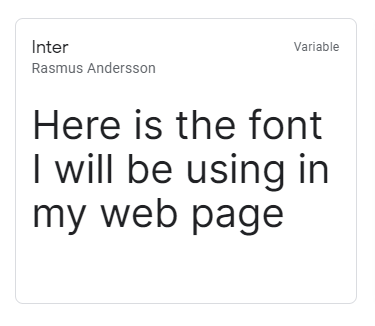 Inter
Variable
Rasmus Andersson
Here is the font
I will be using in
my web page